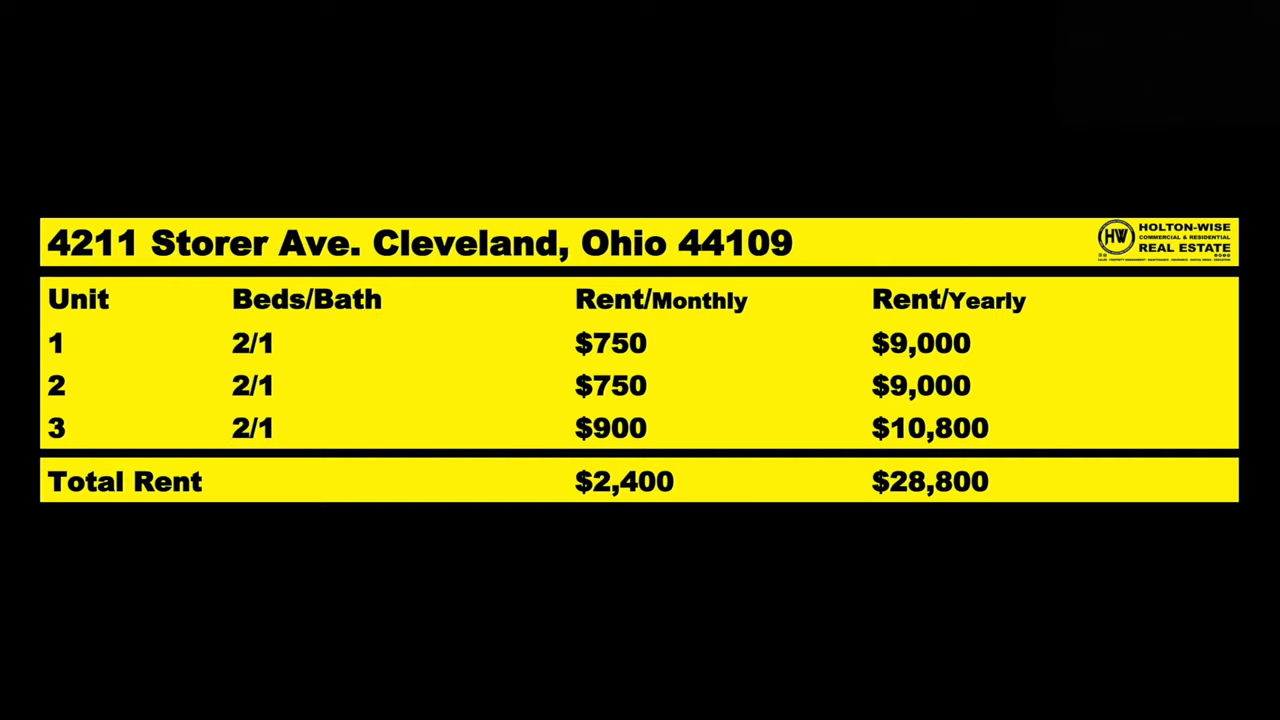 4211 Storer Ave. Cleveland, Ohio 44109
HW
HOLTON-WISE
COMMERCIAL & RESIDENTIAL
REAL ESTATE
Unit Beds/Bath Rent/Monthly Rent/Yearly
1 2/1 $750 $9,000
2 2/1 $750 $9,000
3 2/1 $900 $10,800
Total Rent $2,400 $28,800